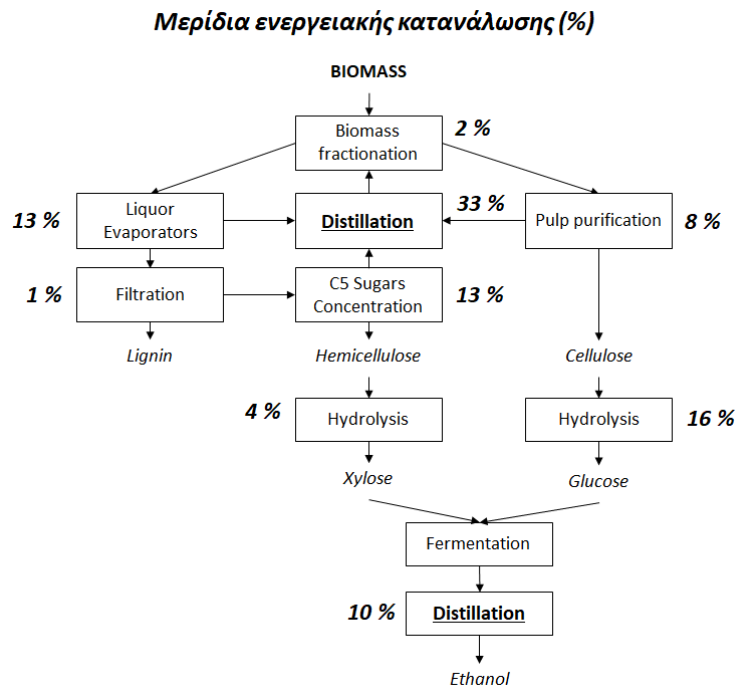 Μερίδια ενεργειακής κατανάλωσης (%)
BIOMASS
Biomass
fractionation
2 %
13 %
Liquor
Evaporators
Distillation
33 %
Pulp purification
8 %
1 %
Filtration
C5 Sugars
Concentration
13 %
Lignin
Hemicellulose
Cellulose
4 %
Hydrolysis
Hydrolysis
16 %
Xylose
Glucose
Fermentation
10 %
Distillation
Ethanol